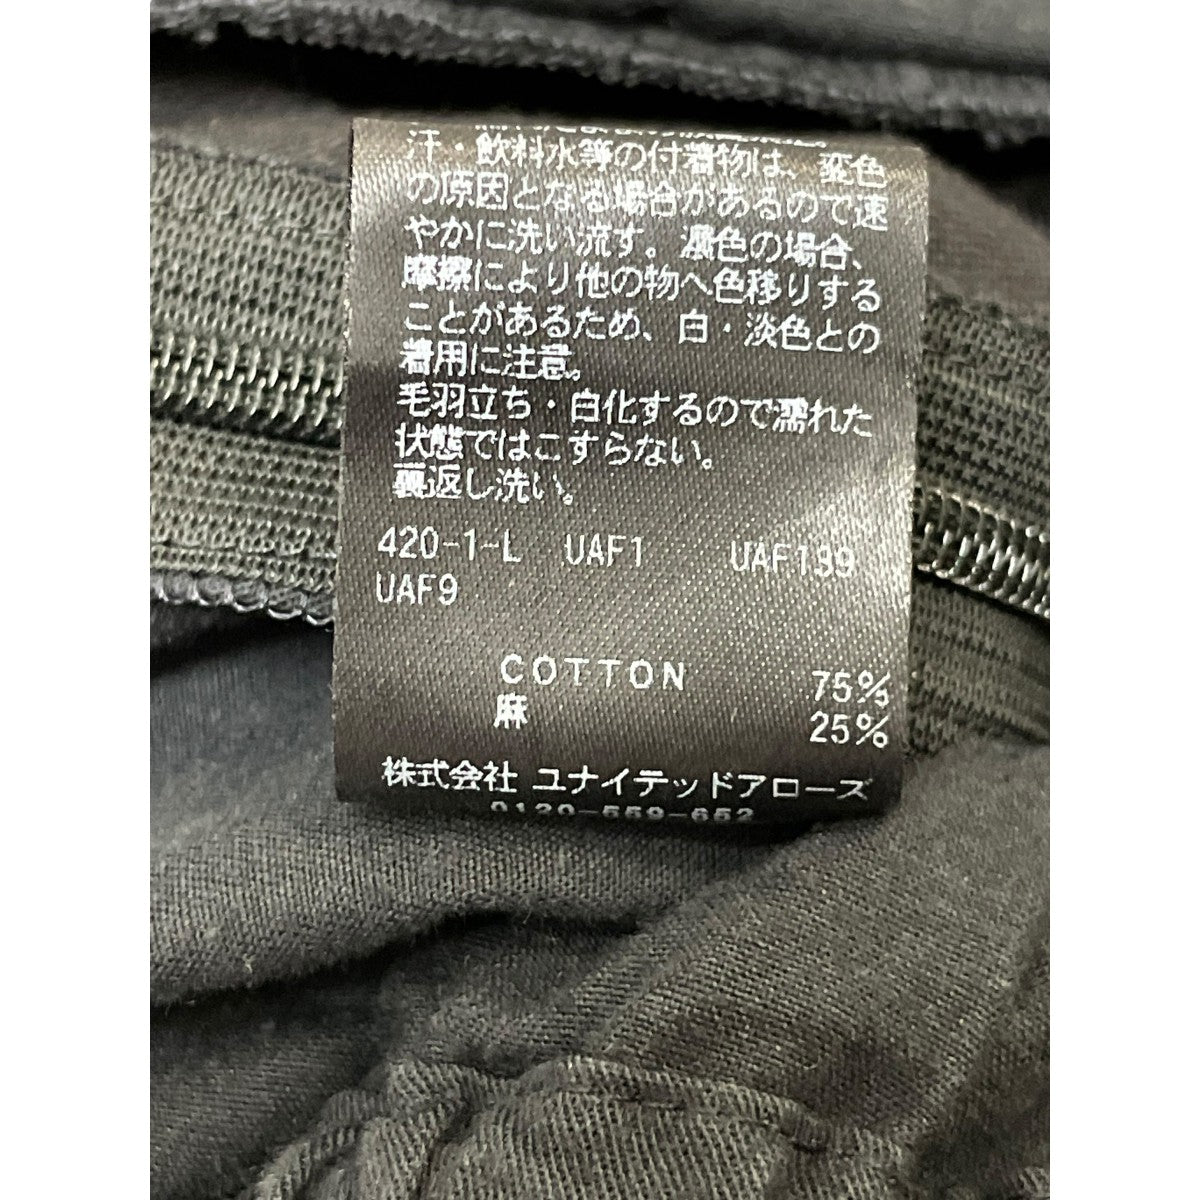 汗・飲料水等の付着物は、変色
の原因となる場合があるので速
やかに洗い流す。濃色の場合、
摩擦により他の物へ色移りする
ことがあるため、白・淡色との
着用に注意。
毛羽立ち・白化するので濡れた
状態ではこすらない。
裏返し洗い。
420-1-L UAF1 UAF199
UAF9
COTTON 75%
麻 25%
株式会社 ユナイテッドアローズ
0120-559-652